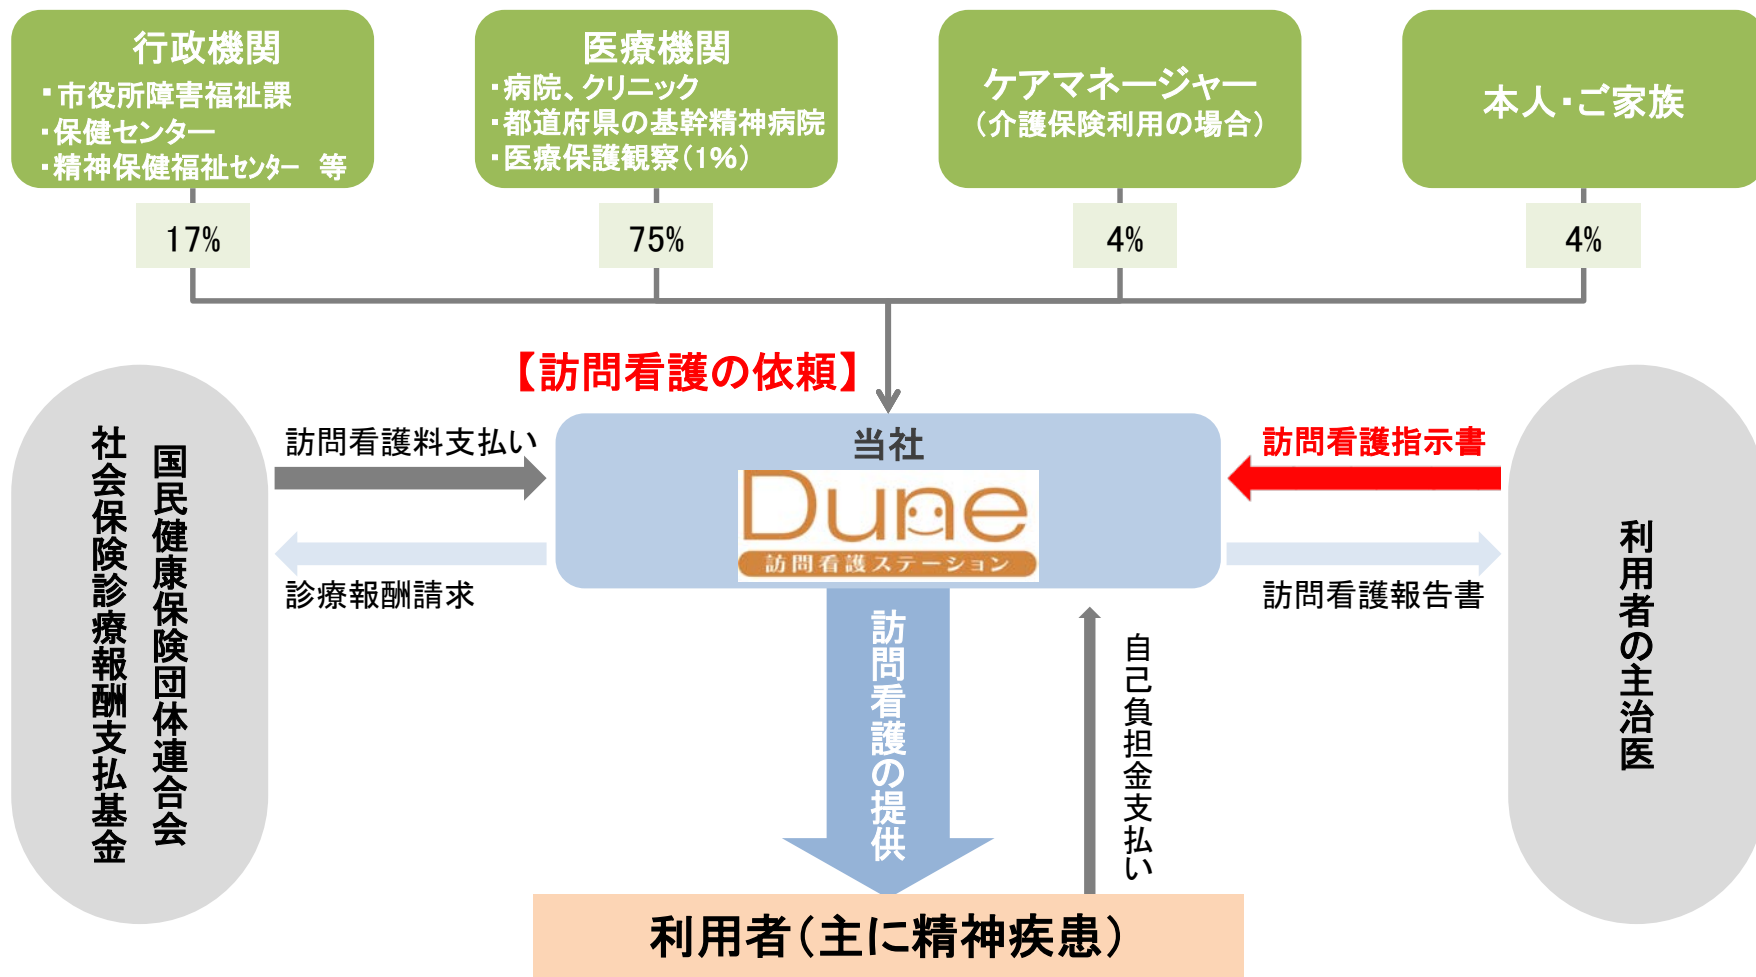 行政機関
・市役所障害福祉課
・保健センター
・精神保健福祉センター 等
医療機関
・病院、クリニック
・都道府県の基幹精神病院
・医療保護観察(1%)
ケアマネージャー
(介護保険利用の場合)
本人・ご家族
17%
75%
4%
4%
【訪問看護の依頼】
国民健康保険団体連合会
社会保険診療報酬支払基金
訪問看護料支払い
診療報酬請求
当社
Dune
訪問看護ステーション
訪問看護指示書
訪問看護報告書
利用者の主治医
訪問看護の提供
自己負担金支払い
利用者(主に精神疾患)